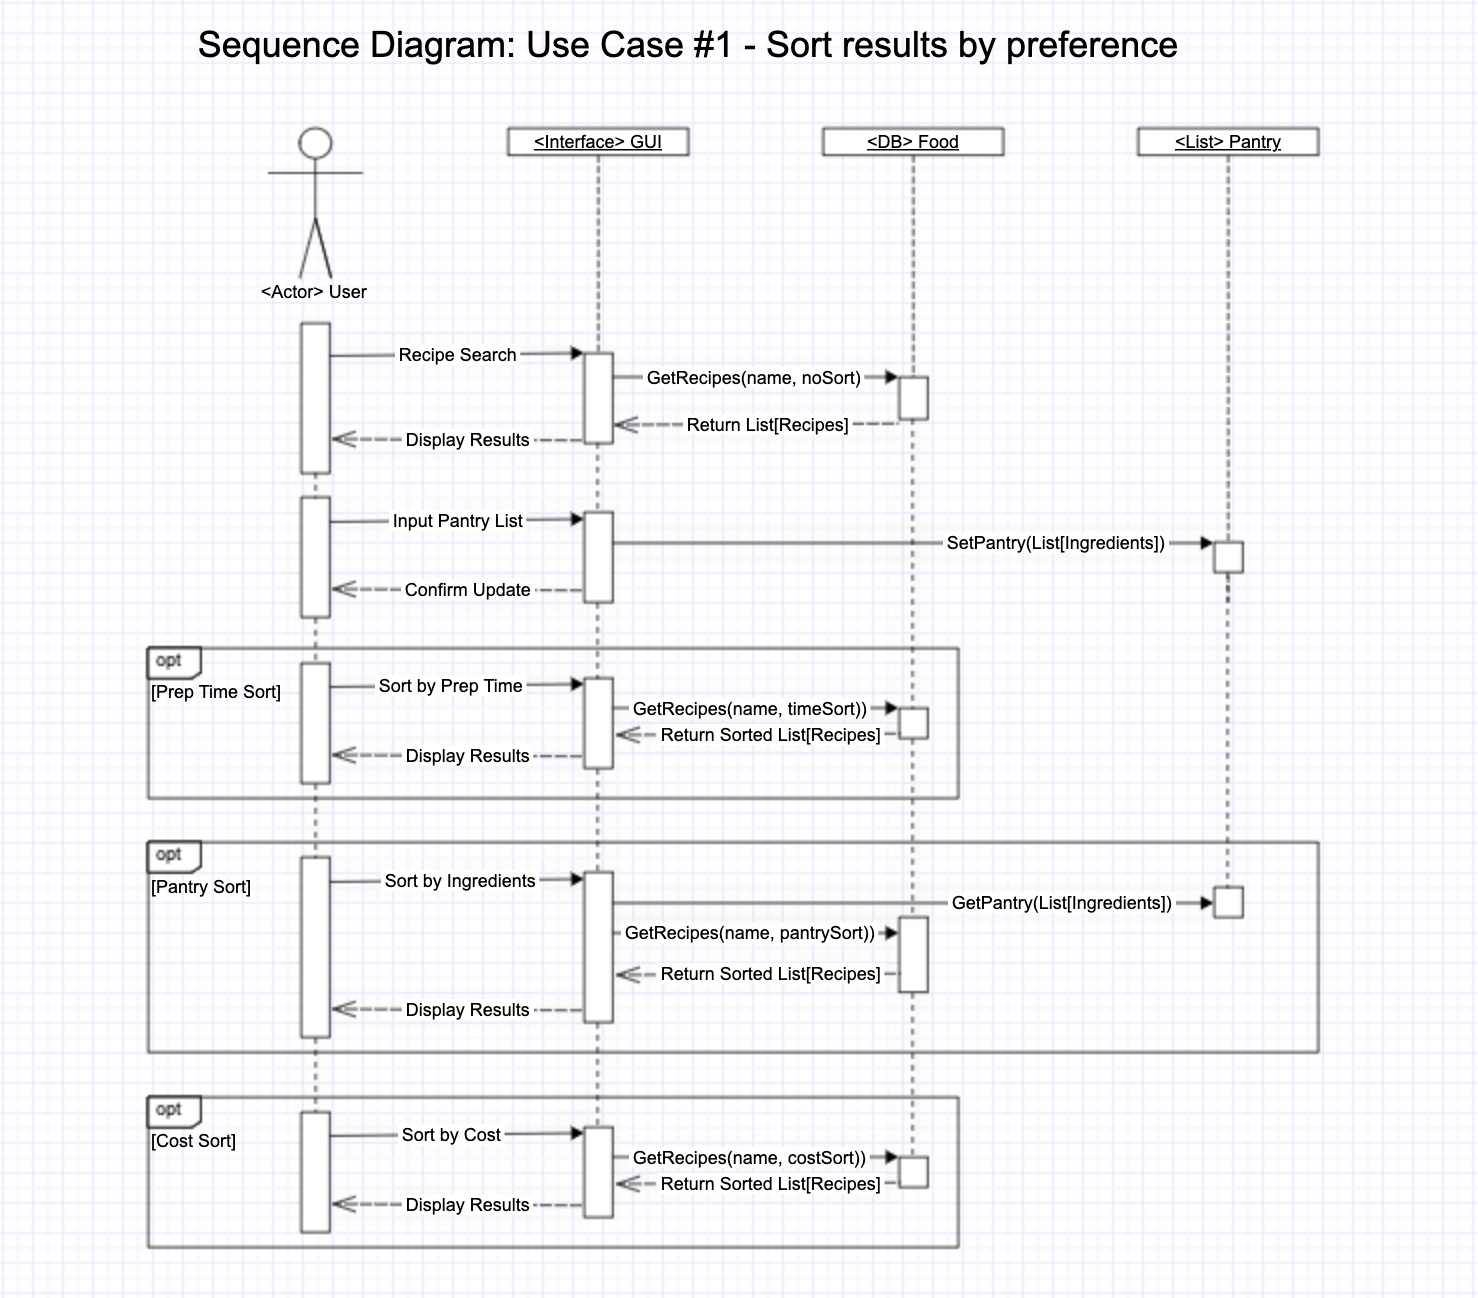 Sequence Diagram: Use Case #1 - Sort results by preference
<Interface> GUI
<DB> Food
<List> Pantry
<Actor> User
Recipe Search
GetRecipes(name, noSort)
Return List[Recipes]
Display Results
Input Pantry List
SetPantry(List[Ingredients])
Confirm Update
opt
[Prep Time Sort]
Sort by Prep Time
GetRecipes(name, timeSort))
Return Sorted List[Recipes]
Display Results
opt
[Pantry Sort]
Sort by Ingredients
GetPantry(List[Ingredients])
GetRecipes(name, pantrySort))
Return Sorted List[Recipes]
Display Results
opt
[Cost Sort]
Sort by Cost
GetRecipes(name, costSort))
Return Sorted List[Recipes]
Display Results